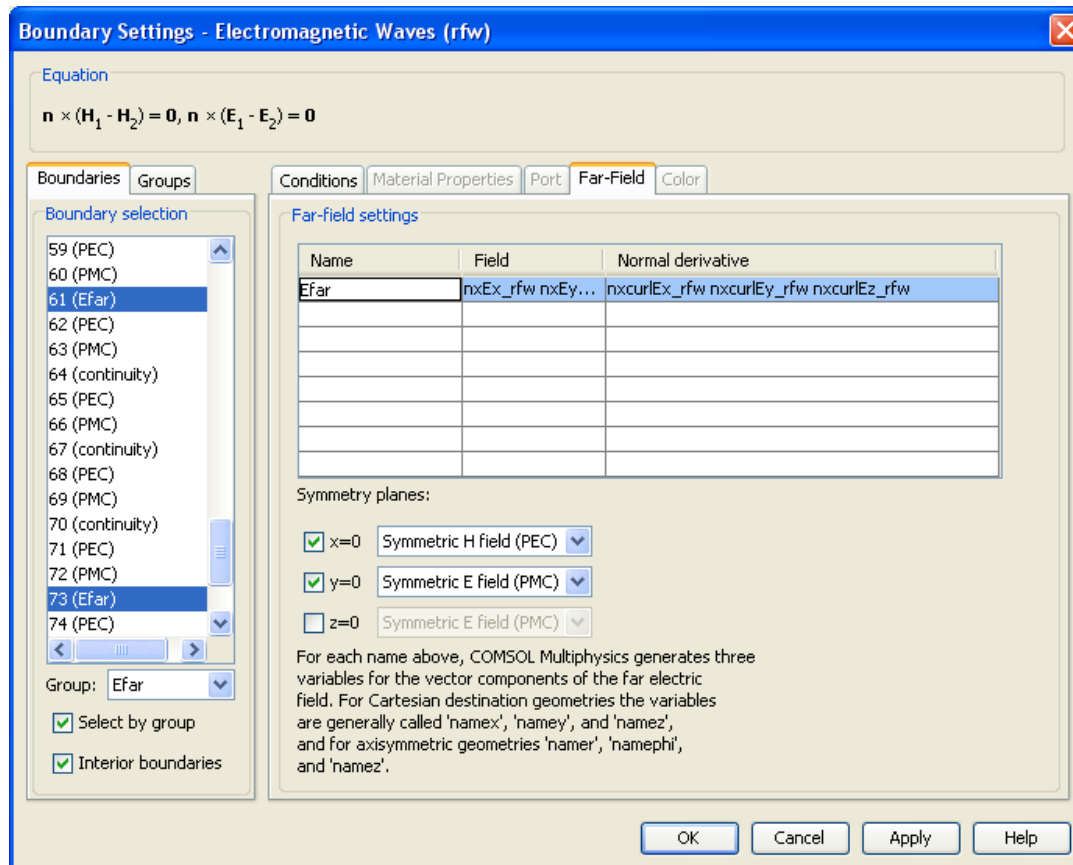 Boundary Settings - Electromagnetic Waves (rfw)
Equation
n × (H1 - H2) = 0, n × (E1 - E2) = 0
Boundaries Groups
Conditions Material Properties Port Far-Field Color
Boundary selection
59 (PEC)
60 (PMC)
61 (Efar)
62 (PEC)
63 (PMC)
64 (continuity)
65 (PEC)
66 (PMC)
67 (continuity)
68 (PEC)
69 (PMC)
70 (continuity)
71 (PEC)
72 (PMC)
73 (Efar)
74 (PEC)
Group: Efar
Select by group
Interior boundaries
Far-field settings
Name Field Normal derivative
Efar nxEx_rfw nxEy... nxcurlEx_rfw nxcurlEy_rfw nxcurlEz_rfw
Symmetry planes:
x=0 Symmetric H field (PEC)
y=0 Symmetric E field (PMC)
z=0 Symmetric E field (PMC)
For each name above, COMSOL Multiphysics generates three
variables for the vector components of the far electric
field. For Cartesian destination geometries the variables
are generally called 'namex', 'namey', and 'namez',
and for axisymmetric geometries 'namer', 'namephi',
and 'namez'.
OK Cancel Apply Help